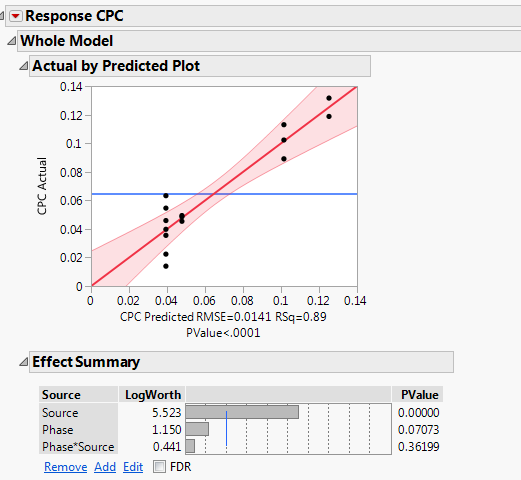 Response CPC
Whole Model
Actual by Predicted Plot
0.14
0.12
0.1
0.08
0.06
0.04
0.02
0
CPC Actual
0 0.02 0.04 0.06 0.08 0.1 0.12 0.14
CPC Predicted RMSE=0.0141 RSq=0.89
PValue<.0001
Effect Summary
Source LogWorth PValue
Source 5.523 0.00000
Phase 1.150 0.07073
Phase*Source 0.441 0.36199
Remove Add Edit FDR